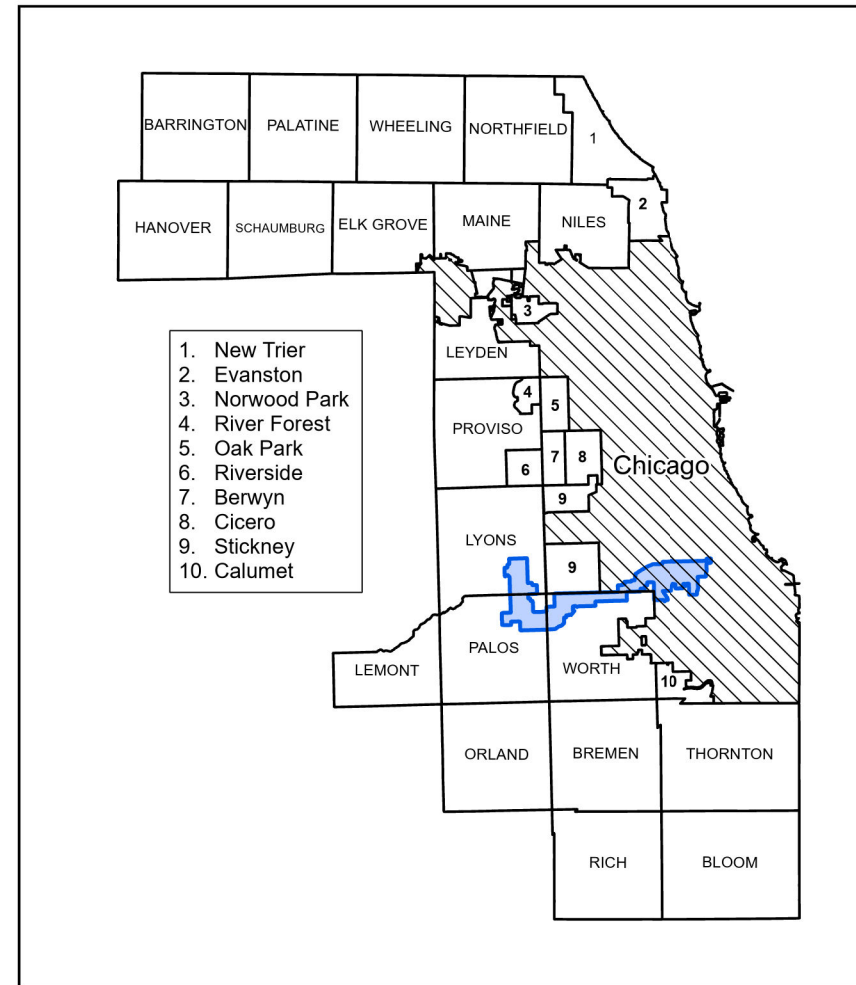 BARRINGTON
PALATINE
WHEELING
NORTHFIELD
1
HANOVER
SCHAUMBURG
ELK GROVE
MAINE
NILES
2
3
1. New Trier
2. Evanston
3. Norwood Park
4. River Forest
5. Oak Park
6. Riverside
7. Berwyn
8. Cicero
9. Stickney
10. Calumet
LEYDEN
4
5
PROVISO
6
7
8
Chicago
9
LYONS
9
LEMONT
PALOS
WORTH
10
ORLAND
BREMEN
THORNTON
RICH
BLOOM